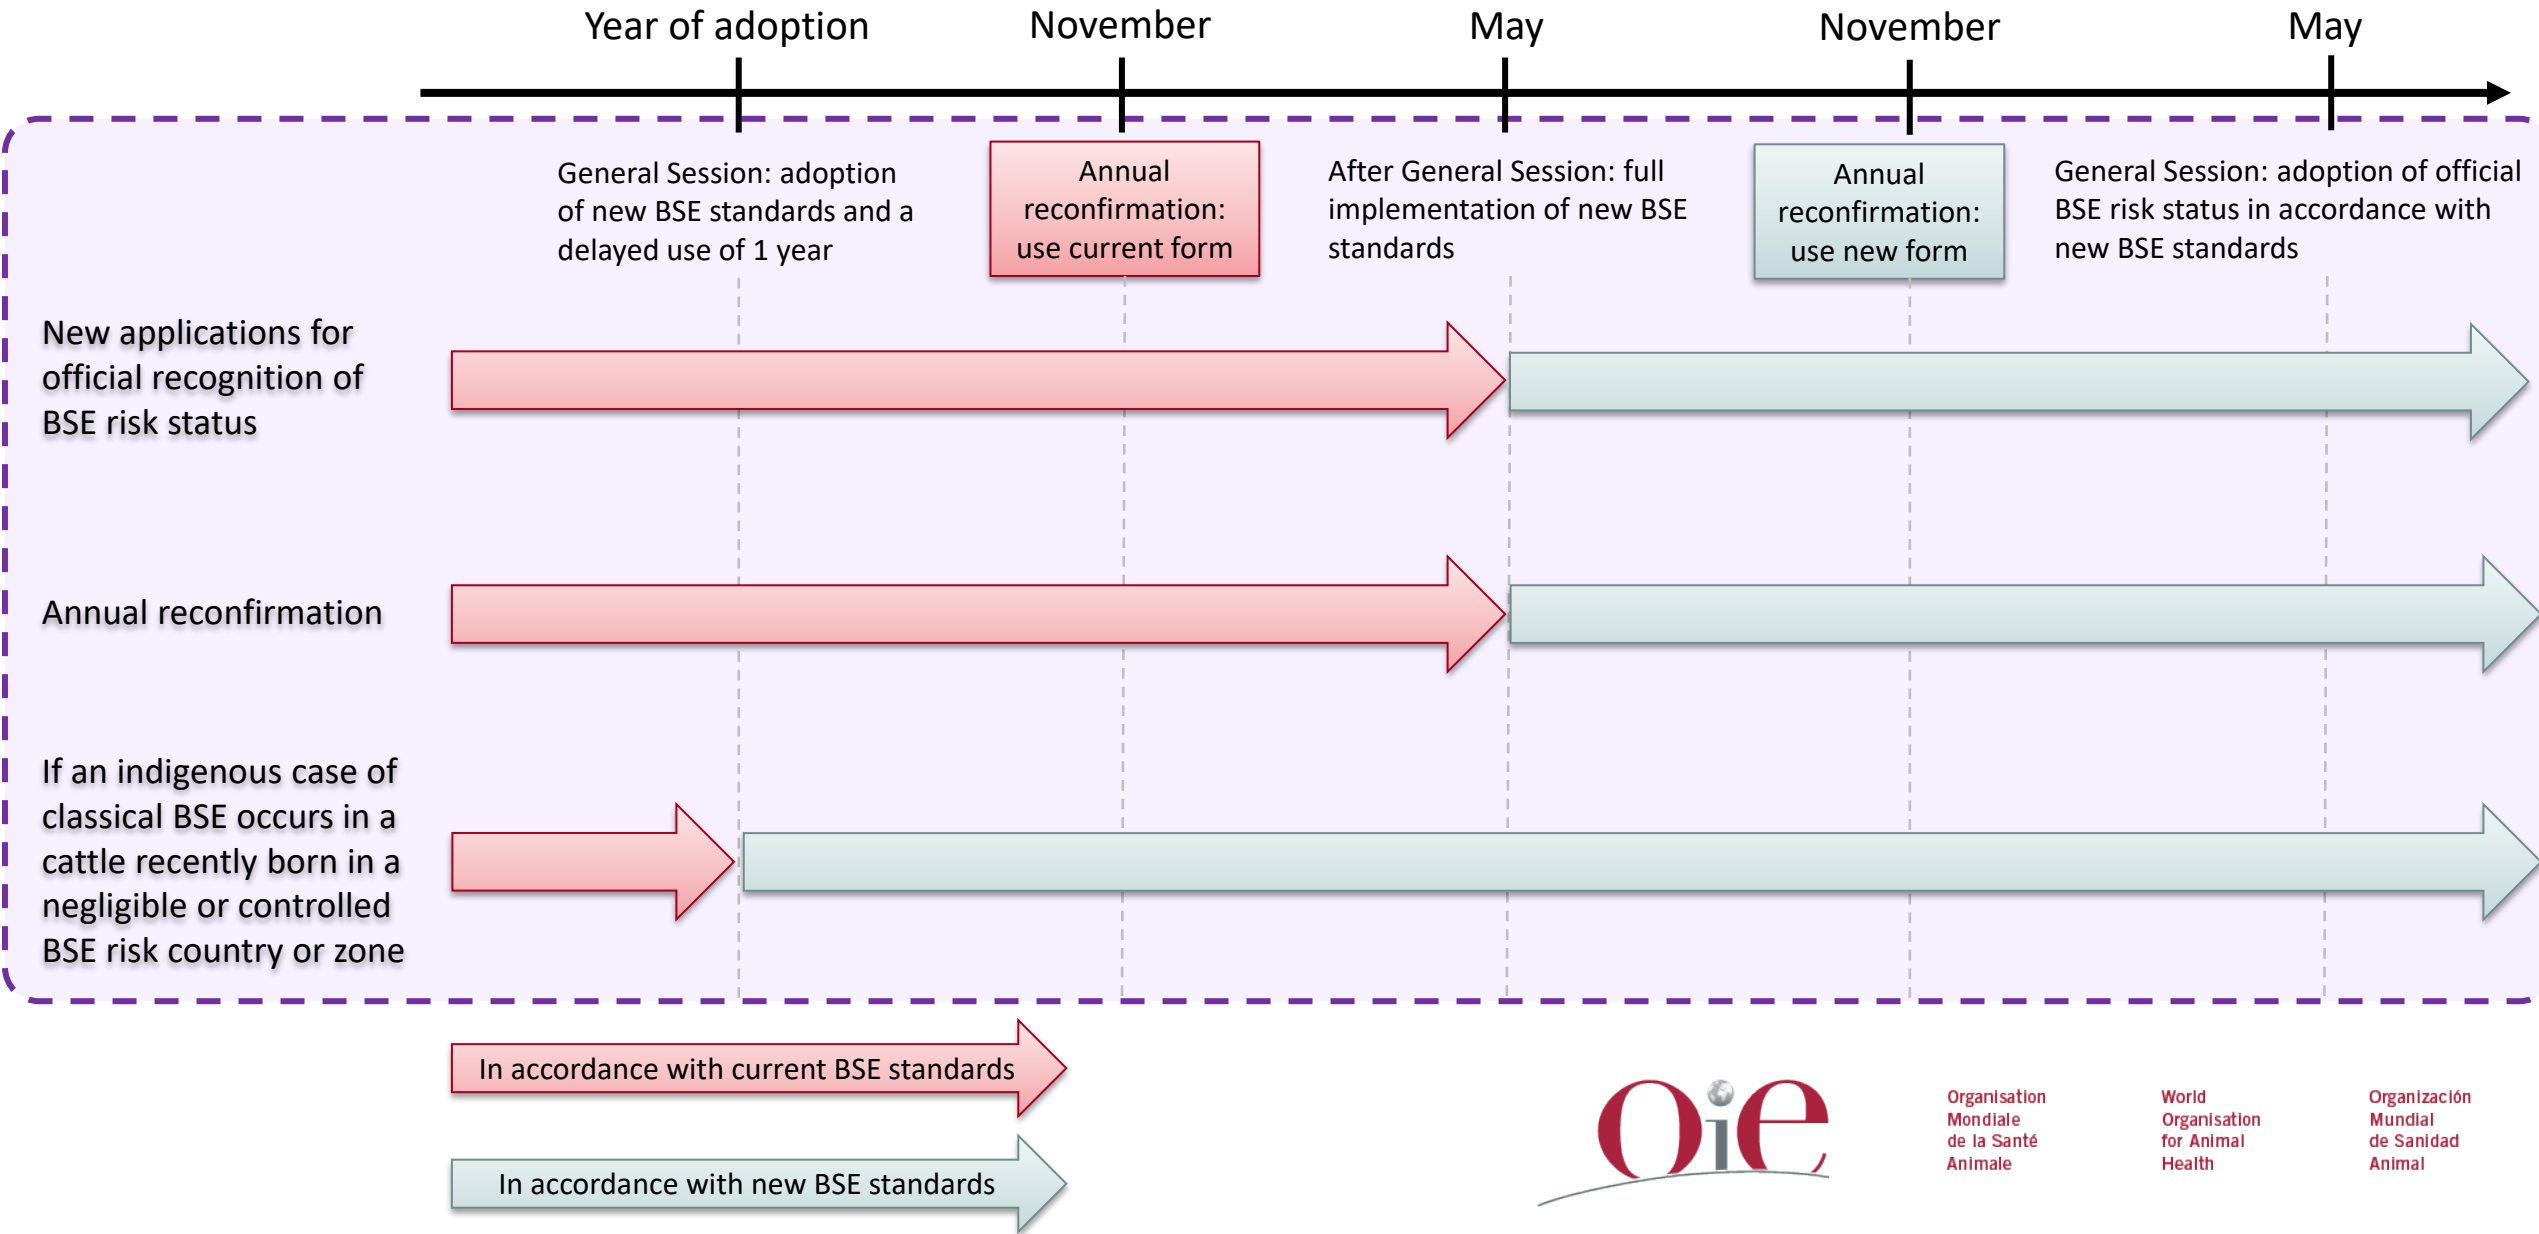 Year of adoption
November
May
November
May
General Session: adoption
of new BSE standards and a
delayed use of 1 year
Annual
reconfirmation:
use current form
After General Session: full
implementation of new BSE
standards
Annual
reconfirmation:
use new form
General Session: adoption of official
BSE risk status in accordance with
new BSE standards
New applications for
official recognition of
BSE risk status
Annual reconfirmation
If an indigenous case of
classical BSE occurs in a
cattle recently born in a
negligible or controlled
BSE risk country or zone
In accordance with current BSE standards
In accordance with new BSE standards
oie
Organisation
Mondiale
de la Santé
Animale
World
Organisation
for Animal
Health
Organización
Mundial
de Sanidad
Animal